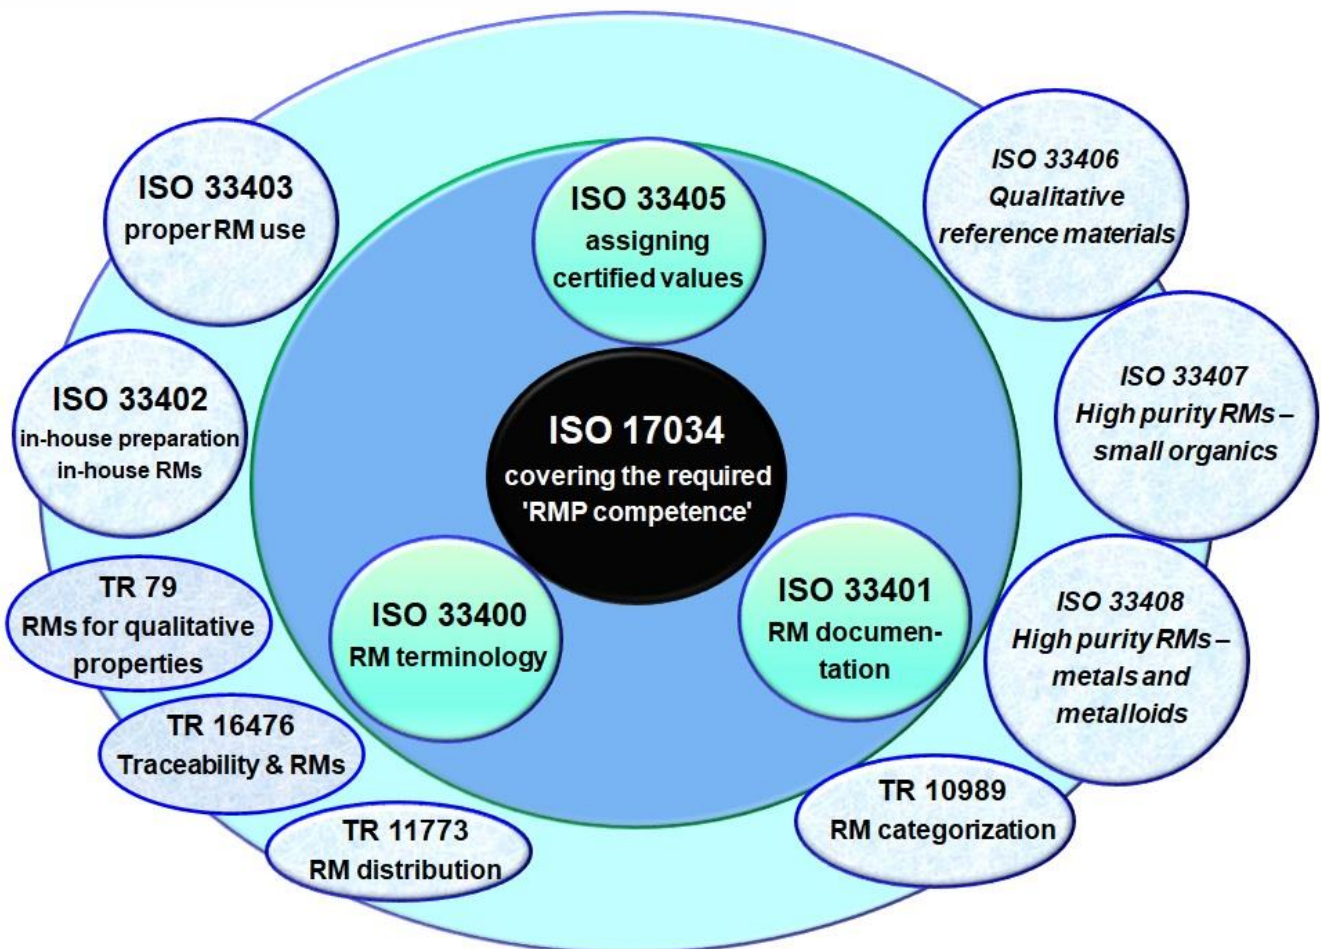 ISO 33403
proper RM use
ISO 33405
assigning
certified values
ISO 33406
Qualitative
reference materials
ISO 33402
in-house preparation
in-house RMs
ISO 17034
covering the required
'RMP competence'
ISO 33407
High purity RMs –
small organics
TR 79
RMs for qualitative
properties
ISO 33400
RM terminology
ISO 33401
RM documen-
tation
ISO 33408
High purity RMs –
metals and
metalloids
TR 16476
Traceability & RMs
TR 11773
RM distribution
TR 10989
RM categorization